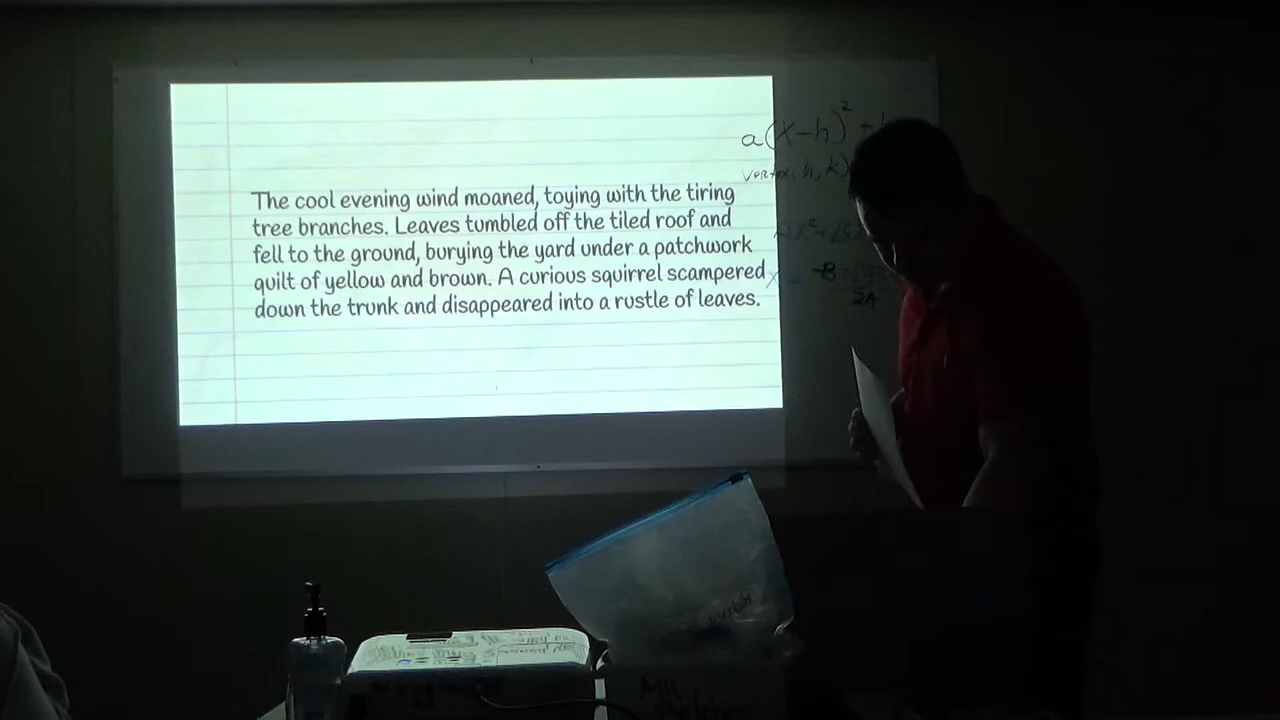 The cool evening wind moaned, toying with the tiring
tree branches. Leaves tumbled off the tiled roof and
fell to the ground, burying the yard under a patchwork
quilt of yellow and brown. A curious squirrel scampered
down the trunk and disappeared into a rustle of leaves.
a(x-h)²
vertex(h,k)
-B
2A